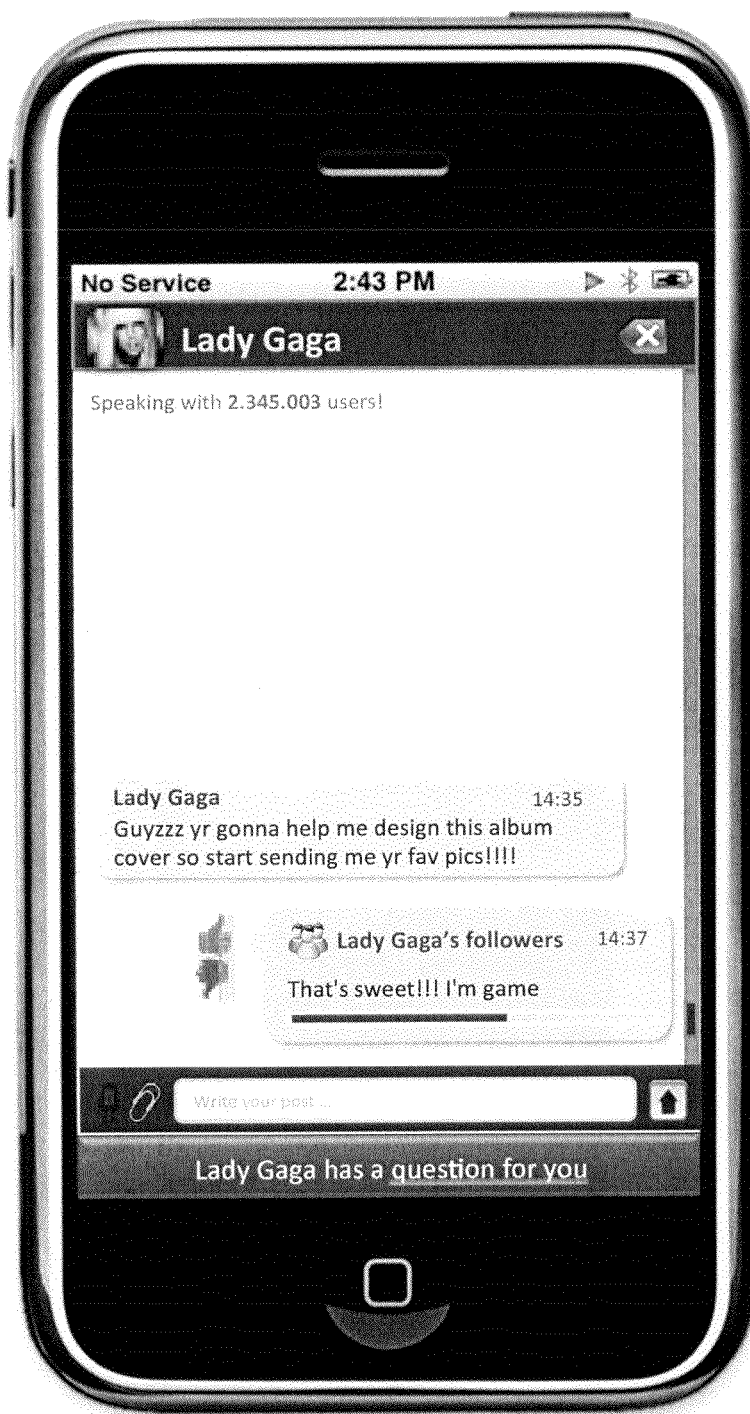 No Service 2:43 PM
Lady Gaga
Speaking with 2.345.003 users!
Lady Gaga 14:35
Guyzzz yr gonna help me design this album
cover so start sending me yr fav pics!!!!
Lady Gaga's followers 14:37
That's sweet!!! I'm game
Write your post ...
Lady Gaga has a question for you